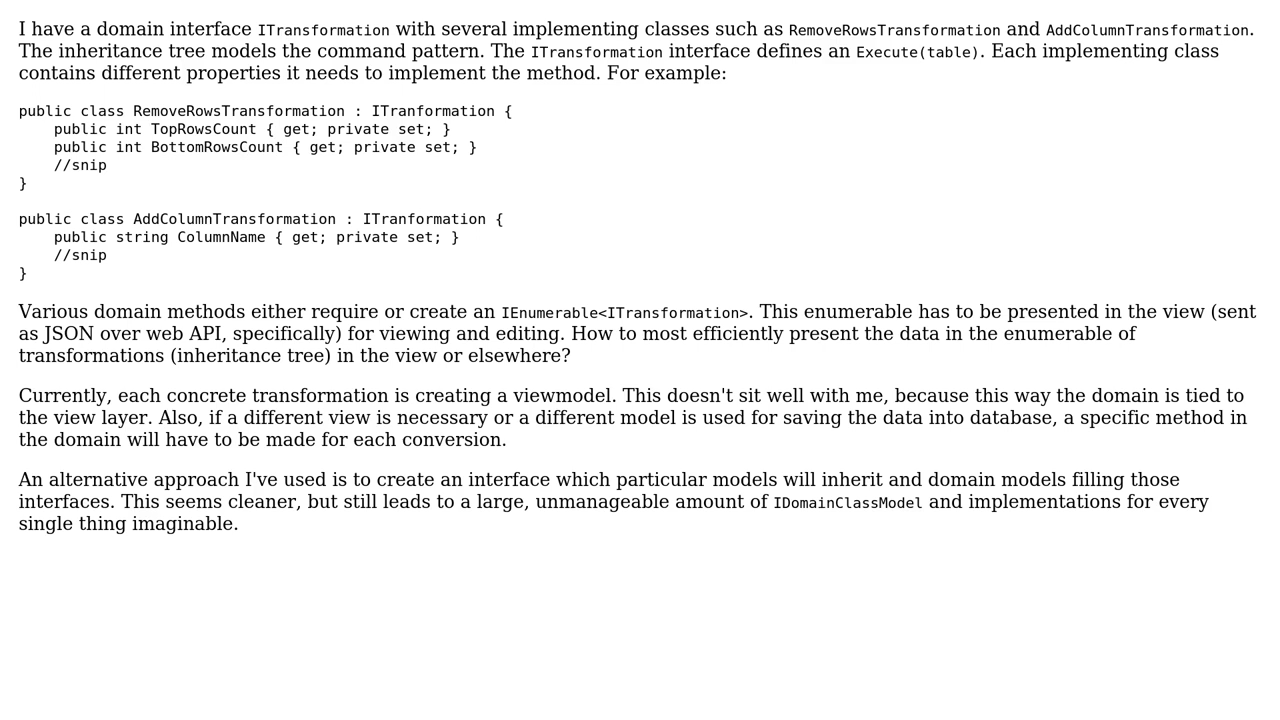 I have a domain interface ITransformation with several implementing classes such as RemoveRowsTransformation and AddColumnTransformation.
The inheritance tree models the command pattern. The ITransformation interface defines an Execute(table). Each implementing class
contains different properties it needs to implement the method. For example:
public class RemoveRowsTransformation : ITranformation {
    public int TopRowsCount { get; private set; }
    public int BottomRowsCount { get; private set; }
    //snip
}
public class AddColumnTransformation : ITranformation {
    public string ColumnName { get; private set; }
    //snip
}
Various domain methods either require or create an IEnumerable<ITransformation>. This enumerable has to be presented in the view (sent
as JSON over web API, specifically) for viewing and editing. How to most efficiently present the data in the enumerable of
transformations (inheritance tree) in the view or elsewhere?
Currently, each concrete transformation is creating a viewmodel. This doesn't sit well with me, because this way the domain is tied to
the view layer. Also, if a different view is necessary or a different model is used for saving the data into database, a specific method in
the domain will have to be made for each conversion.
An alternative approach I've used is to create an interface which particular models will inherit and domain models filling those
interfaces. This seems cleaner, but still leads to a large, unmanageable amount of IDomainClassModel and implementations for every
single thing imaginable.